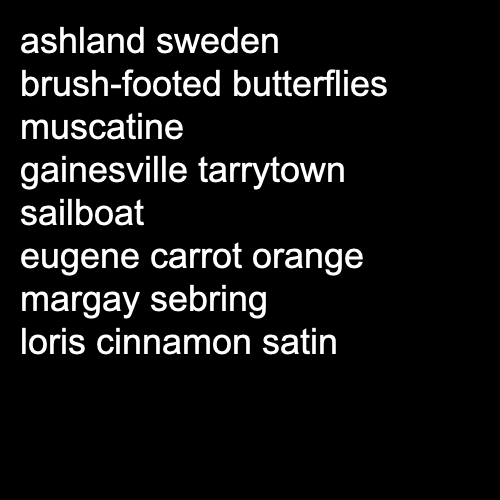 ashland sweden
brush-footed butterflies
muscatine
gainesville tarrytown
sailboat
eugene carrot orange
margay sebring
loris cinnamon satin